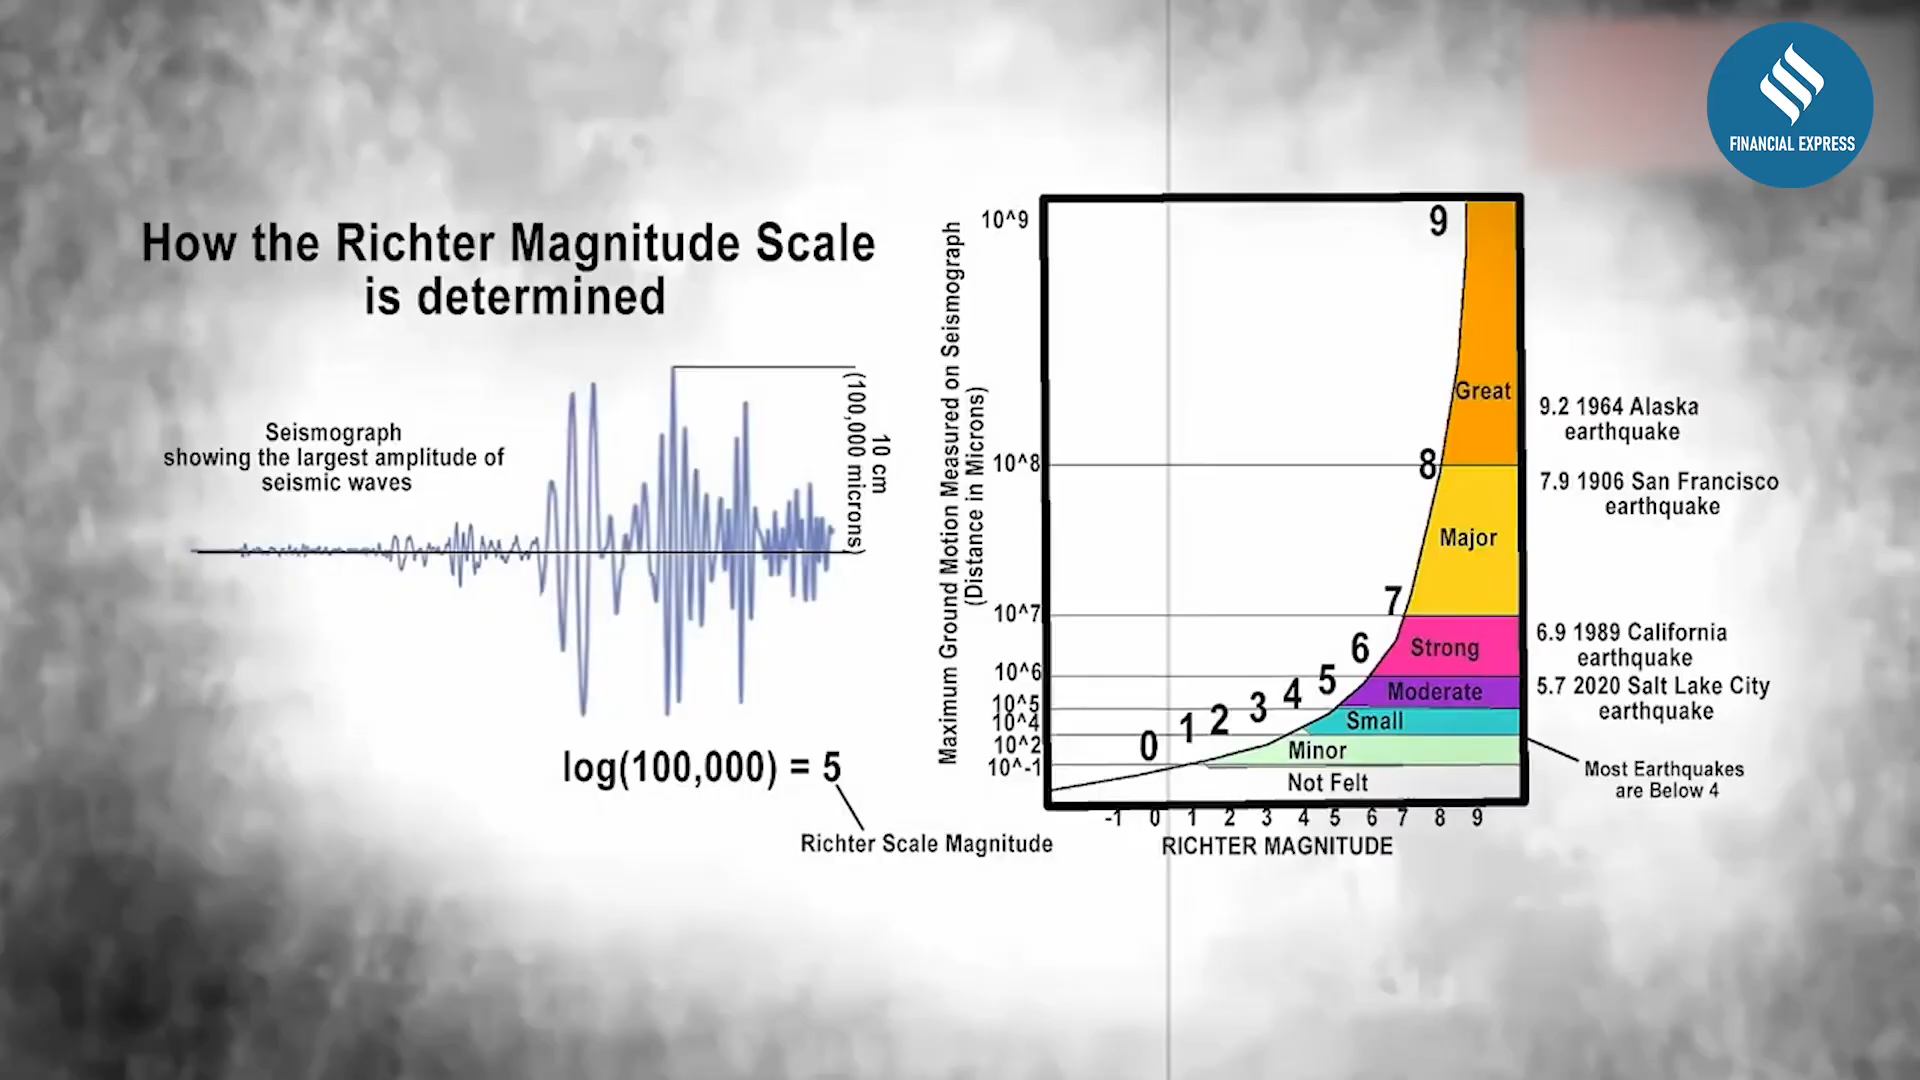 FINANCIAL EXPRESS
How the Richter Magnitude Scale
is determined
Seismograph
showing the largest amplitude of
seismic waves
10 cm
(100,000 microns)
log(100,000) = 5
Richter Scale Magnitude
Maximum Ground Motion Measured on Seismograph
(Distance in Microns)
10^9
10^8
10^7
10^6
10^5
10^4
10^2
10^-1
9
8
7
6
5
4
3
2
1
0
Great
Major
Strong
Moderate
Small
Minor
Not Felt
-1 0 1 2 3 4 5 6 7 8 9
RICHTER MAGNITUDE
9.2 1964 Alaska
earthquake
7.9 1906 San Francisco
earthquake
6.9 1989 California
earthquake
5.7 2020 Salt Lake City
earthquake
Most Earthquakes
are Below 4